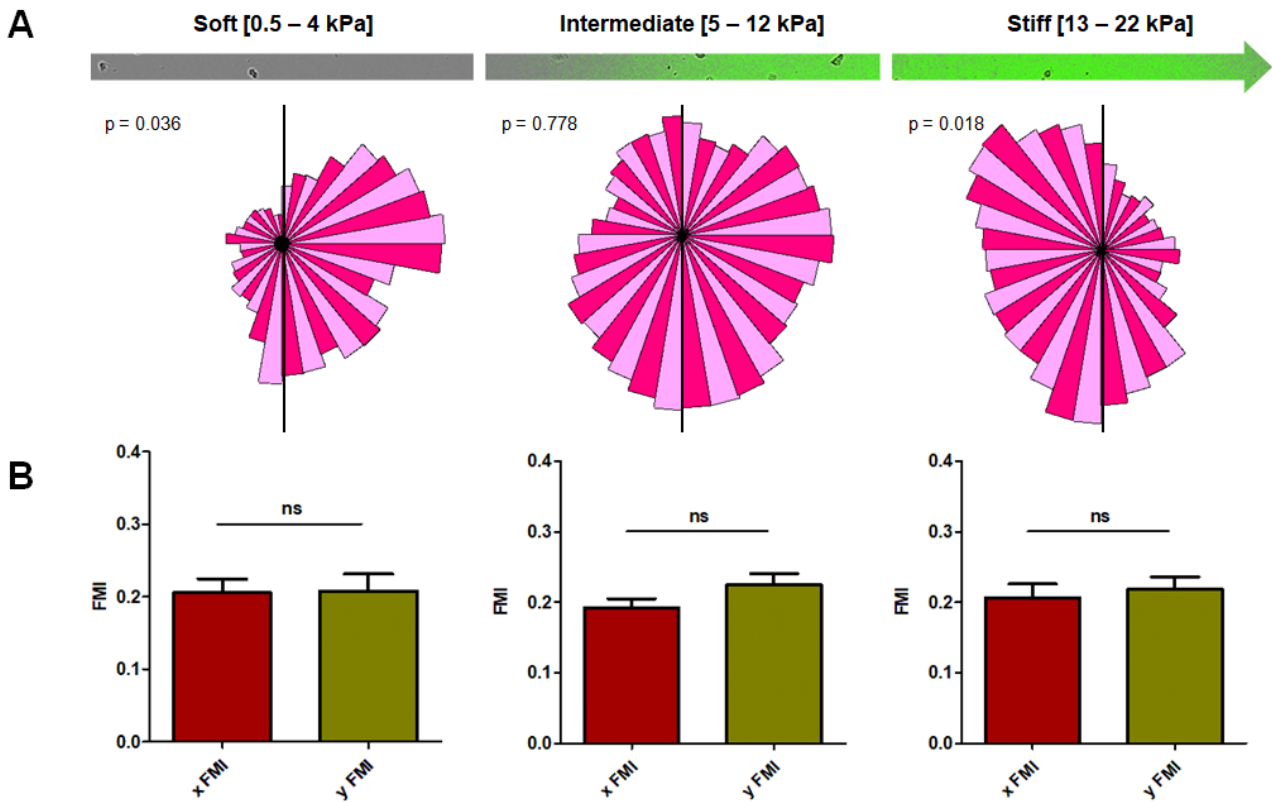 A
Soft [0.5 – 4 kPa]
Intermediate [5 – 12 kPa]
Stiff [13 – 22 kPa]
p = 0.036
p = 0.778
p = 0.018
B
0.4
0.3
0.2
0.1
0.0
FMI
ns
x FMI
y FMI
0.4
0.3
0.2
0.1
0.0
FMI
ns
x FMI
y FMI
0.4
0.3
0.2
0.1
0.0
FMI
ns
x FMI
y FMI